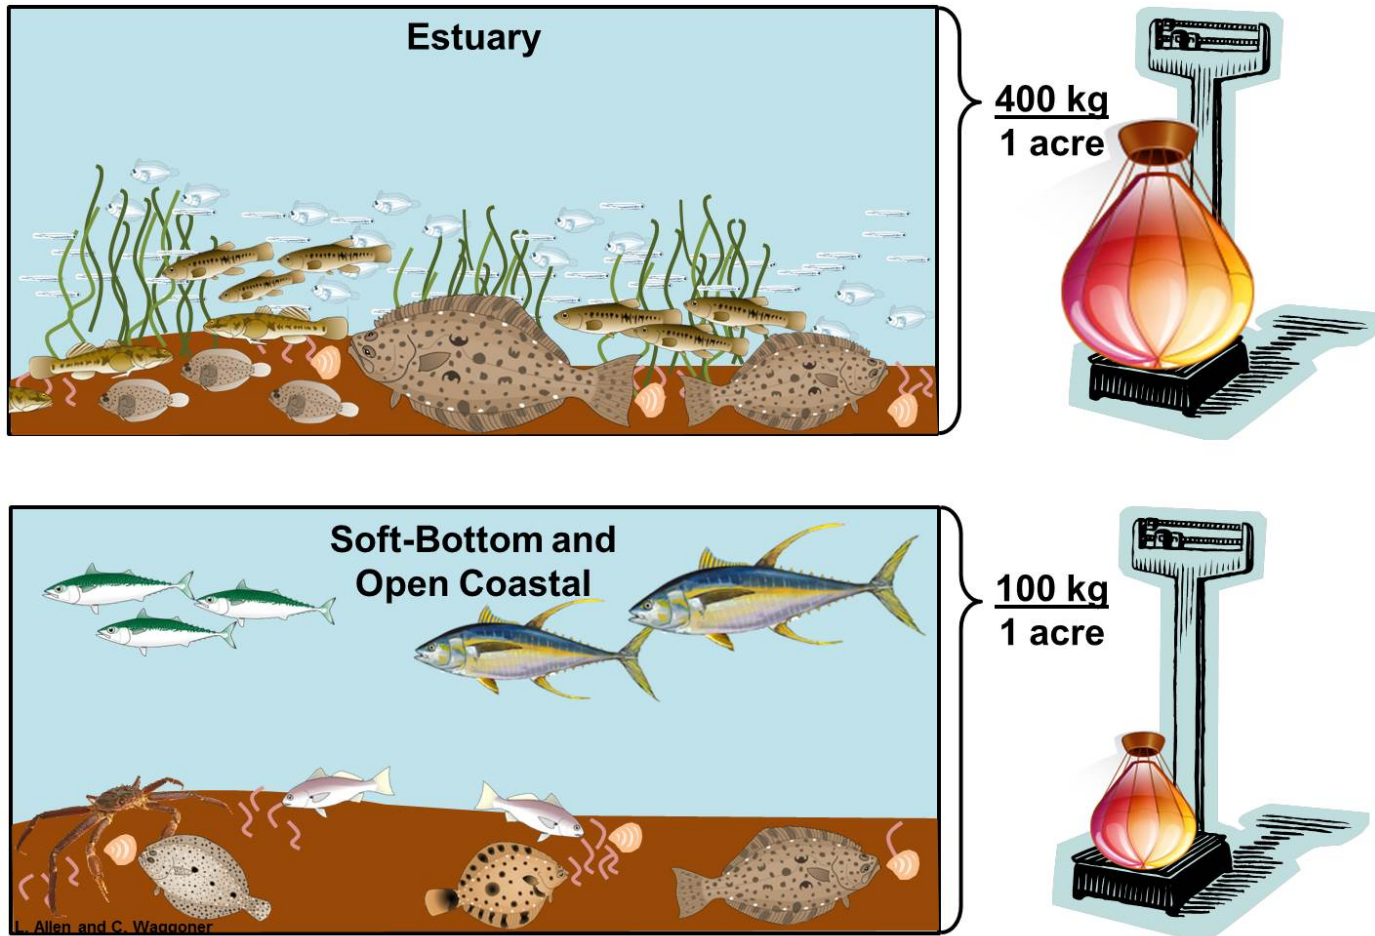 Estuary
400 kg
1 acre
Soft-Bottom and
Open Coastal
100 kg
1 acre
L. Allen and C. Waggoner